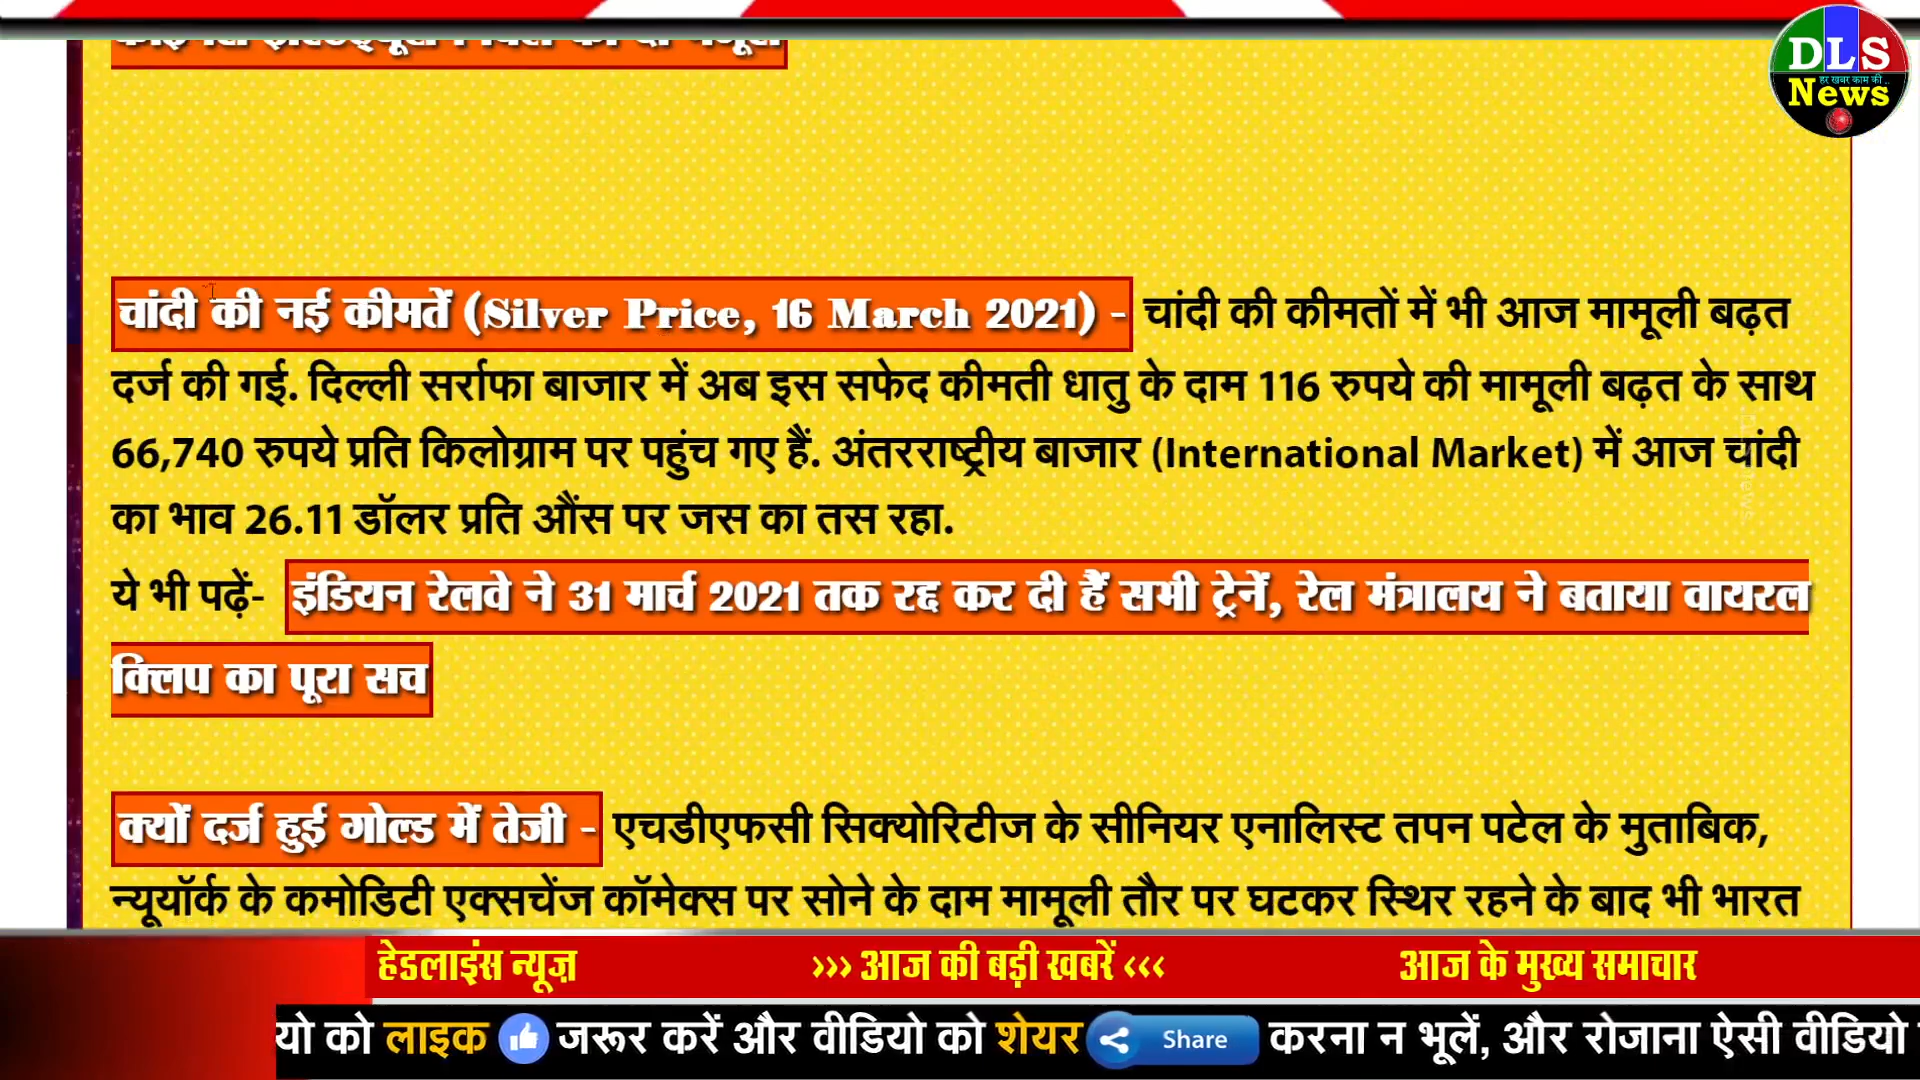 DLS
हर खबर काम की..
News
चांदी की नई कीमतें (Silver Price, 16 March 2021) - चांदी की कीमतों में भी आज मामूली बढ़त
दर्ज की गई. दिल्ली सर्राफा बाजार में अब इस सफेद कीमती धातु के दाम 116 रुपये की मामूली बढ़त के साथ
66,740 रुपये प्रति किलोग्राम पर पहुंच गए हैं. अंतरराष्ट्रीय बाजार (International Market) में आज चांदी
का भाव 26.11 डॉलर प्रति औंस पर जस का तस रहा.
ये भी पढ़ें- इंडियन रेलवे ने 31 मार्च 2021 तक रद्द कर दी हैं सभी ट्रेनें, रेल मंत्रालय ने बताया वायरल
क्लिप का पूरा सच
क्यों दर्ज हुई गोल्ड में तेजी - एचडीएफसी सिक्योरिटीज के सीनियर एनालिस्ट तपन पटेल के मुताबिक,
न्यूयॉर्क के कमोडिटी एक्सचेंज कॉमेक्स पर सोने के दाम मामूली तौर पर घटकर स्थिर रहने के बाद भी भारत
हेडलाइंस न्यूज़ >>> आज की बड़ी खबरें <<< आज के मुख्य समाचार
यो को लाइक जरूर करें और वीडियो को शेयर Share करना न भूलें, और रोजाना ऐसी वीडियो